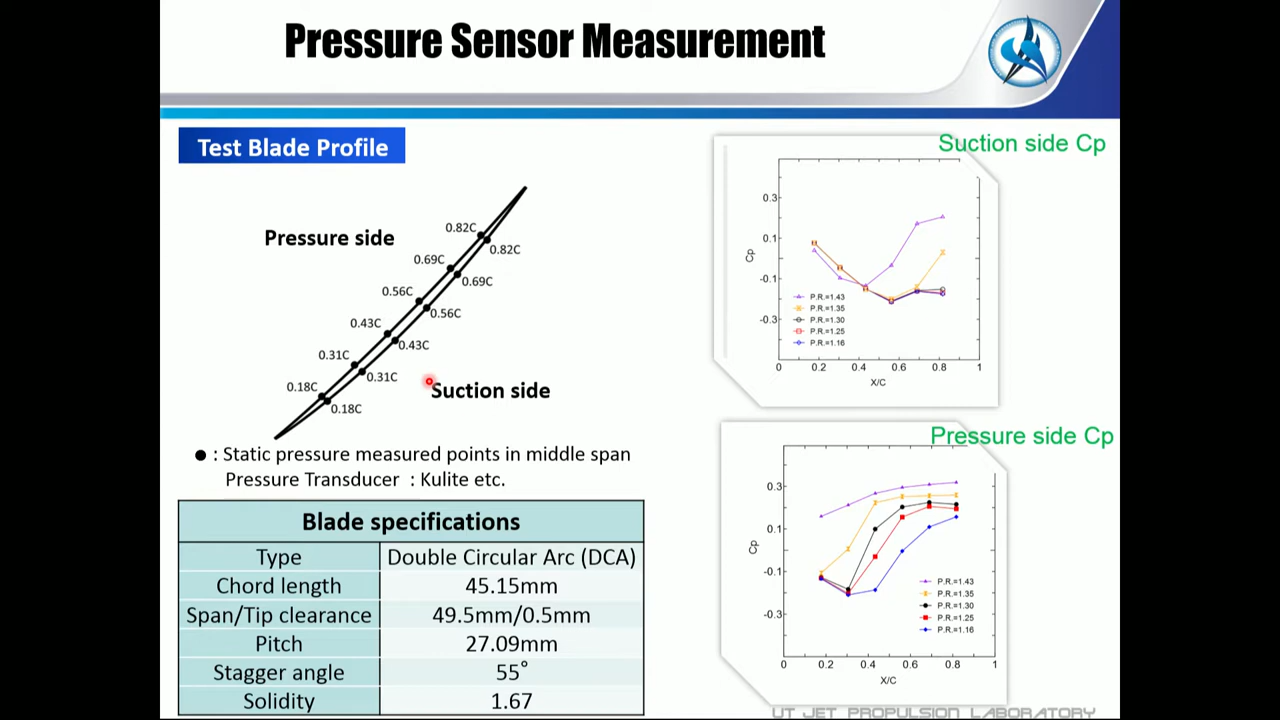 Pressure Sensor Measurement
Test Blade Profile
Pressure side
0.82C
0.82C
0.69C
0.69C
0.56C
0.56C
0.43C
0.43C
0.31C
0.31C
0.18C
0.18C
Suction side
● : Static pressure measured points in middle span
Pressure Transducer : Kulite etc.
Blade specifications
Type Double Circular Arc (DCA)
Chord length 45.15mm
Span/Tip clearance 49.5mm/0.5mm
Pitch 27.09mm
Stagger angle 55°
Solidity 1.67
Suction side Cp
0.3
0.1
-0.1
-0.3
Cp
P.R.=1.43
P.R.=1.35
P.R.=1.30
P.R.=1.25
P.R.=1.16
0 0.2 0.4 0.6 0.8 1
X/C
Pressure side Cp
0.3
0.1
-0.1
-0.3
Cp
P.R.=1.43
P.R.=1.35
P.R.=1.30
P.R.=1.25
P.R.=1.16
0 0.2 0.4 0.6 0.8 1
X/C
UT JET PROPULSION LABORATORY